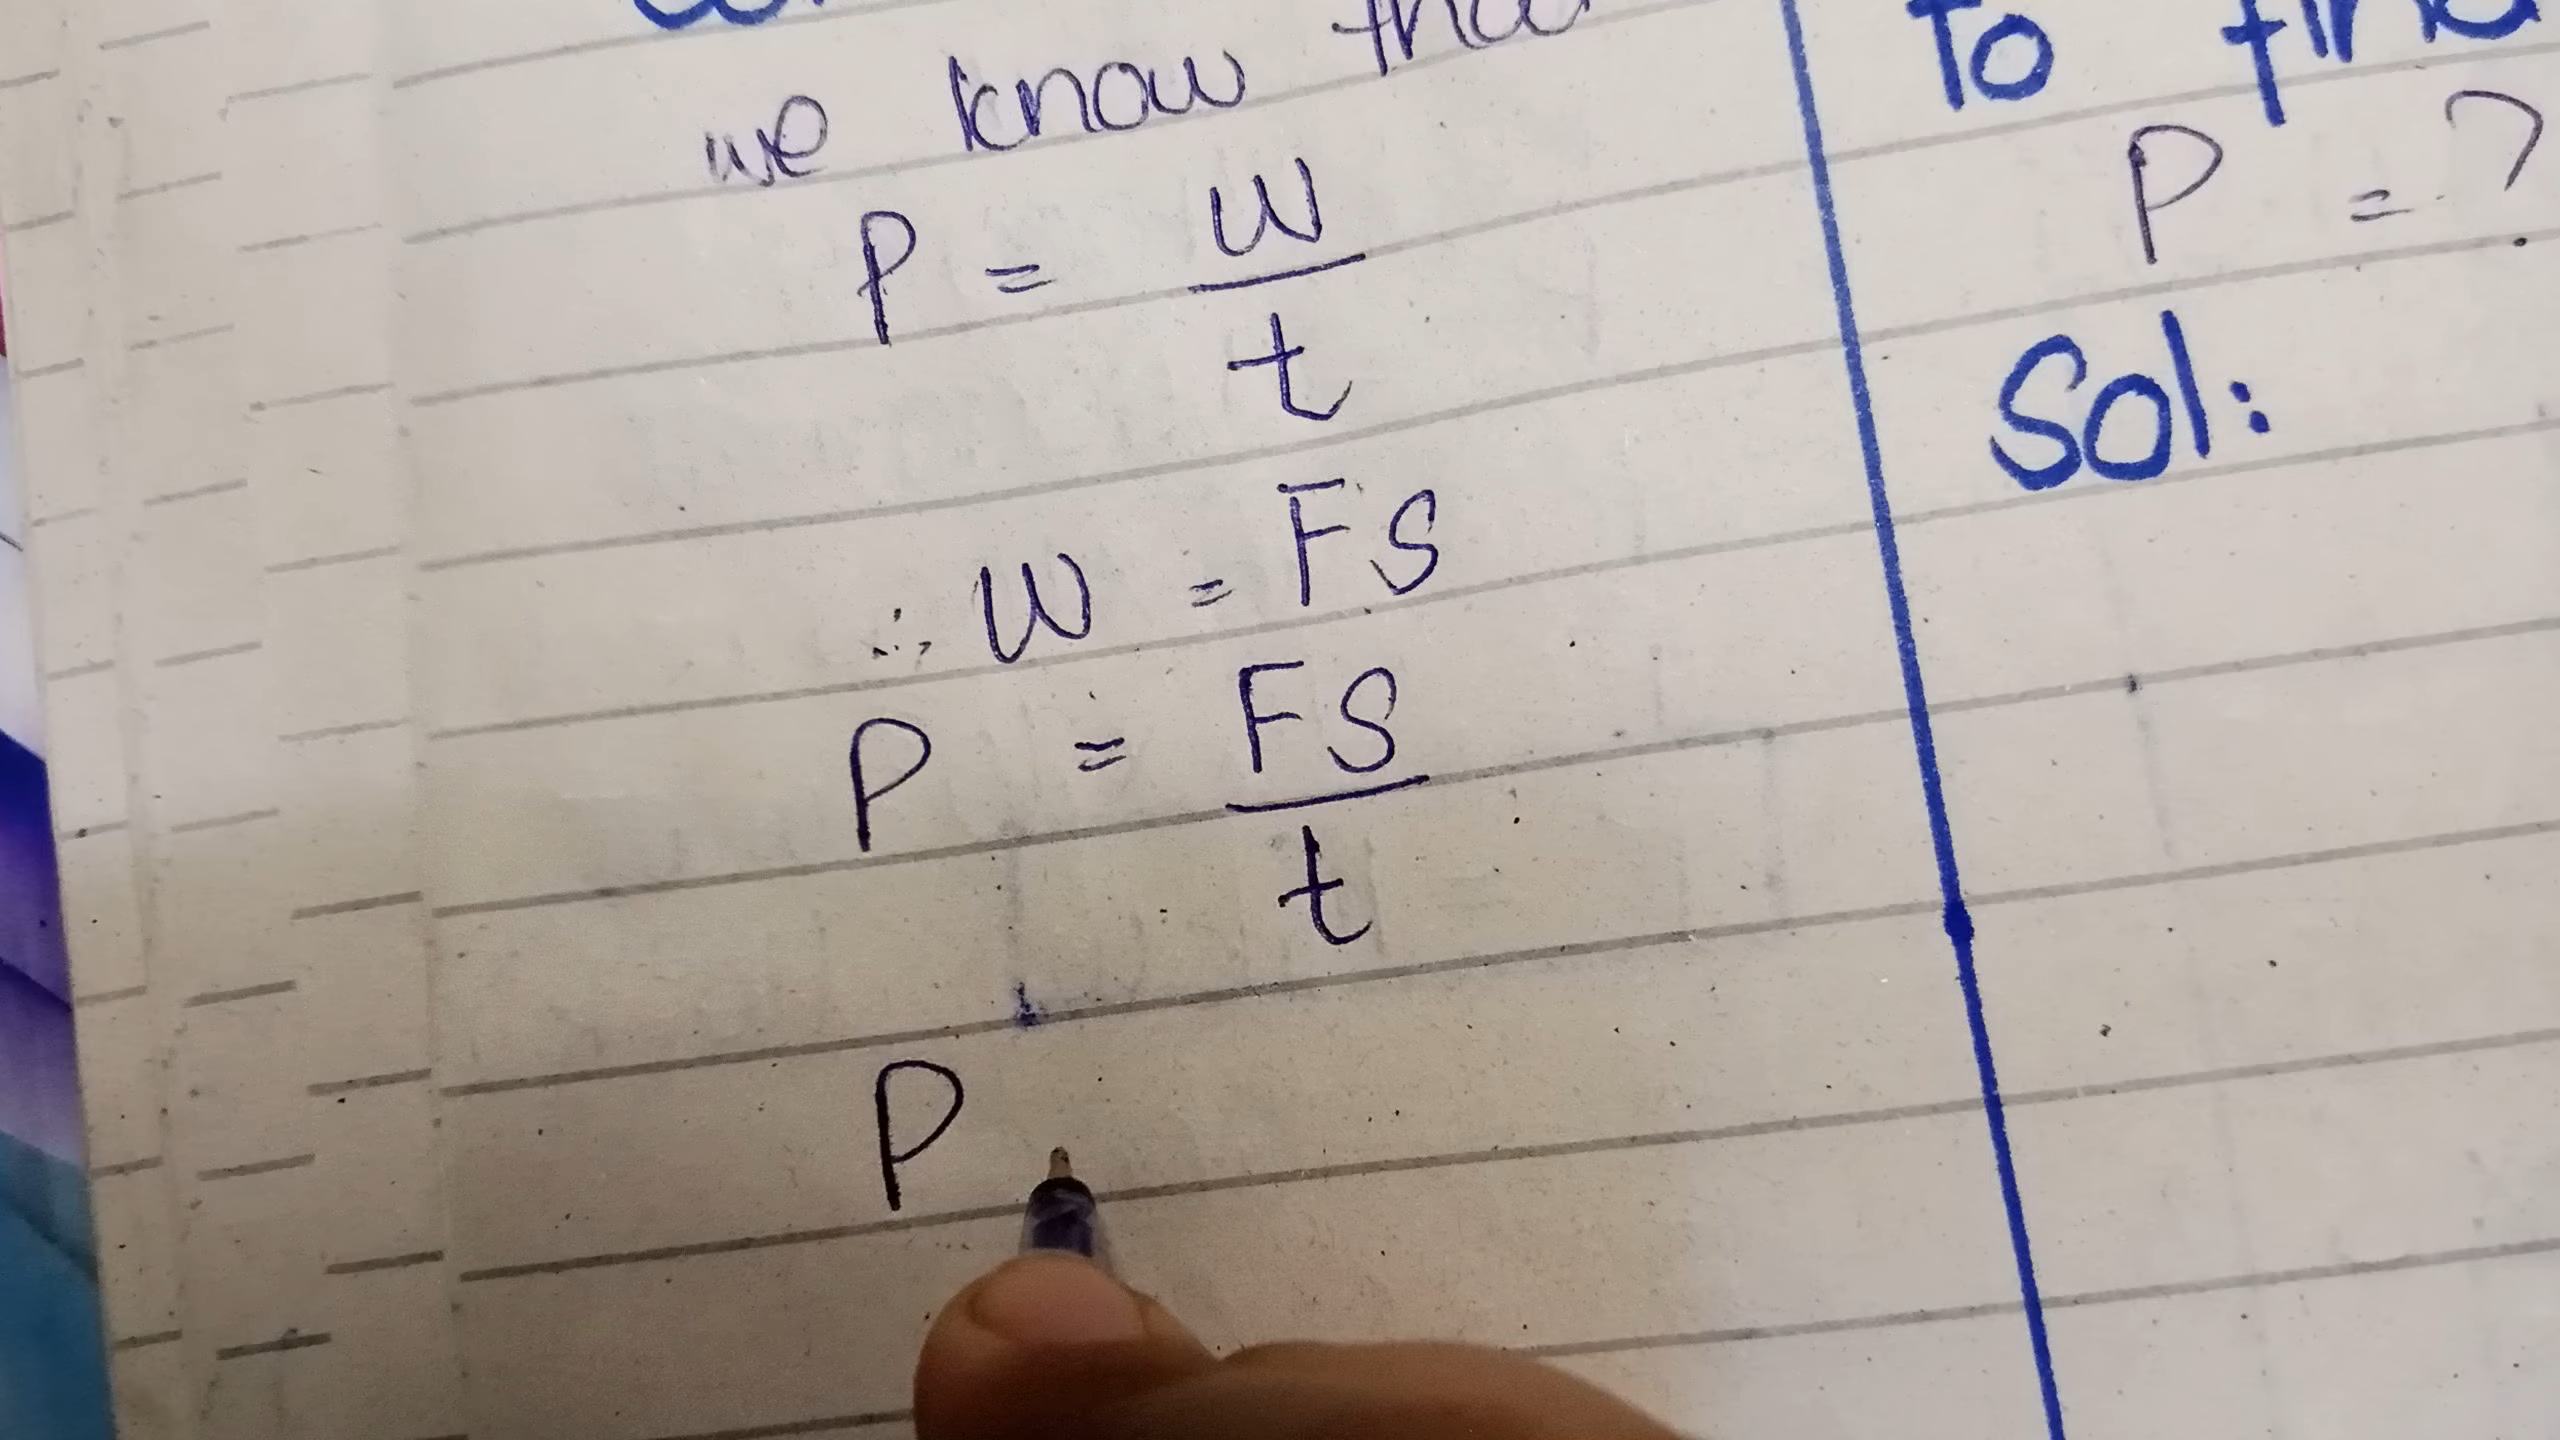 we know
P = w
t
∴ w = FS
P = FS
t
P
To
P = ?
Sol: